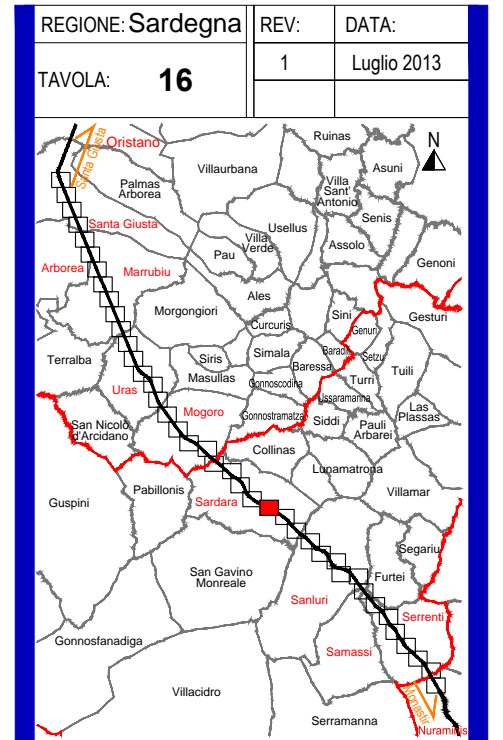 REGIONE: Sardegna
REV:
DATA:
TAVOLA: 16
1
Luglio 2013
Ruinas
N
Oristano
Santa Giusta
Villaurbana
Asuni
Palmas
Arborea
Villa
Sant'
Antonio
Senis
Santa Giusta
Usellus
Villa
Verde
Assolo
Pau
Genoni
Arborea
Marrubiu
Ales
Morgongiori
Sini
Gesturi
Curcuris
Genuri
Terralba
Siris
Simala
Baradili
Setzu
Masullas
Baressa
Tuili
Uras
Gonnoscodina
Turri
Ussaramanna
Mogoro
Gonnostramatza
Siddi
Las
Plassas
San Nicolò
d'Arcidano
Pauli
Arbarei
Collinas
Lunamatrona
Pabillonis
Villamar
Guspini
Sardara
Segariu
San Gavino
Monreale
Furtei
Sanluri
Serrenti
Gonnosfanadiga
Samassi
Villacidro
Monastir
Serramanna
Nuraminis